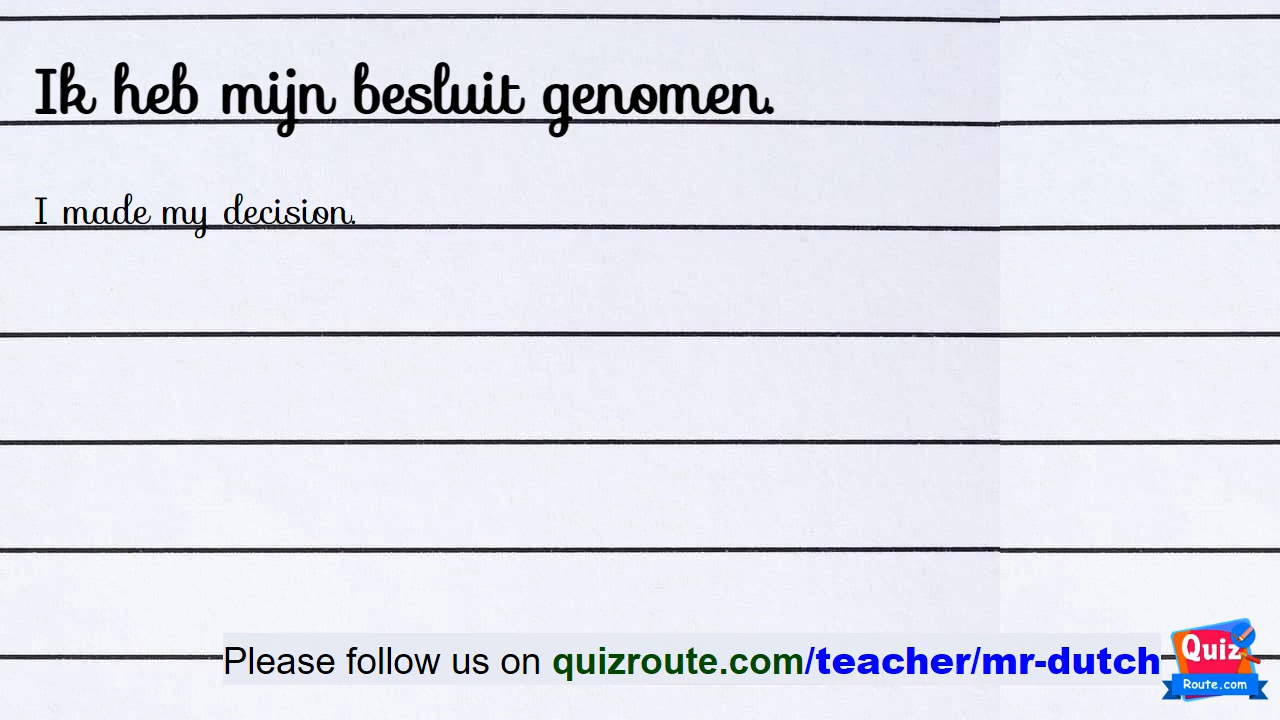 Ik heb mijn besluit genomen.
I made my decision.
Please follow us on quizroute.com/teacher/mr-dutch
Quiz
Route.com